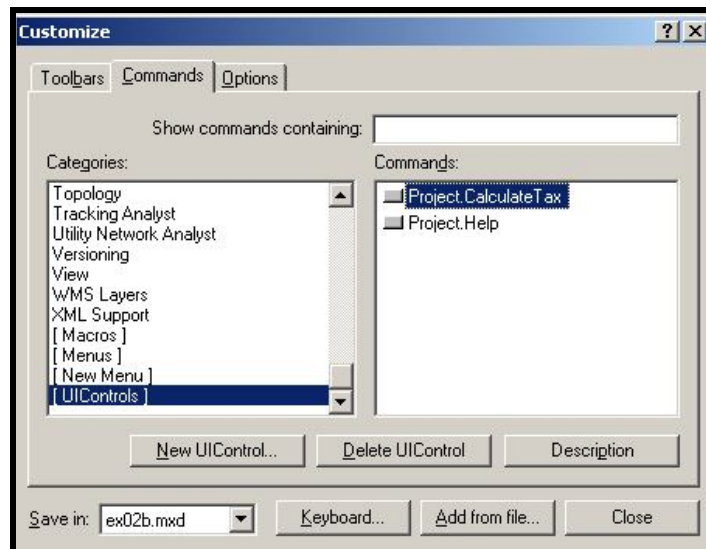 Customize
Toolbars Commands Options
Show commands containing:
Categories:
Topology
Tracking Analyst
Utility Network Analyst
Versioning
View
WMS Layers
XML Support
[ Macros ]
[ Menus ]
[ New Menu ]
[ UIControls ]
Commands:
Project.CalculateTax
Project.Help
New UIControl... Delete UIControl Description
Save in: ex02b.mxd Keyboard... Add from file... Close